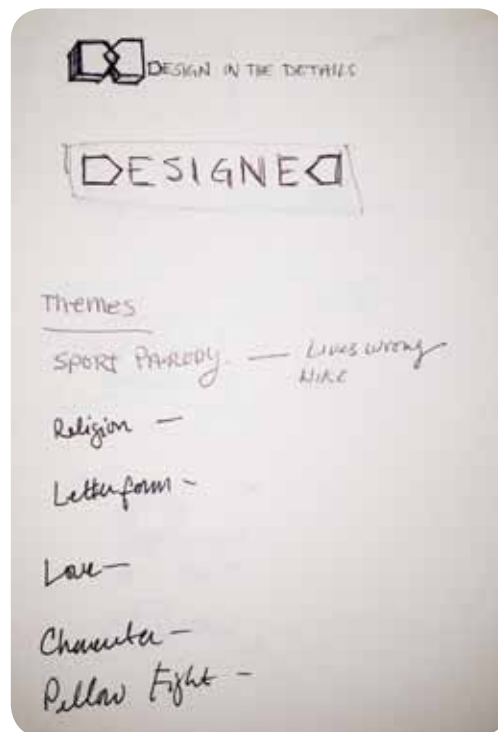 DESIGN IN THE DETAILS
DESIGNED
Themes
SPORT PARODY — Lives wrong
NIKE
Religion —
Letterform –
Love —
Character —
Pillow Fight –